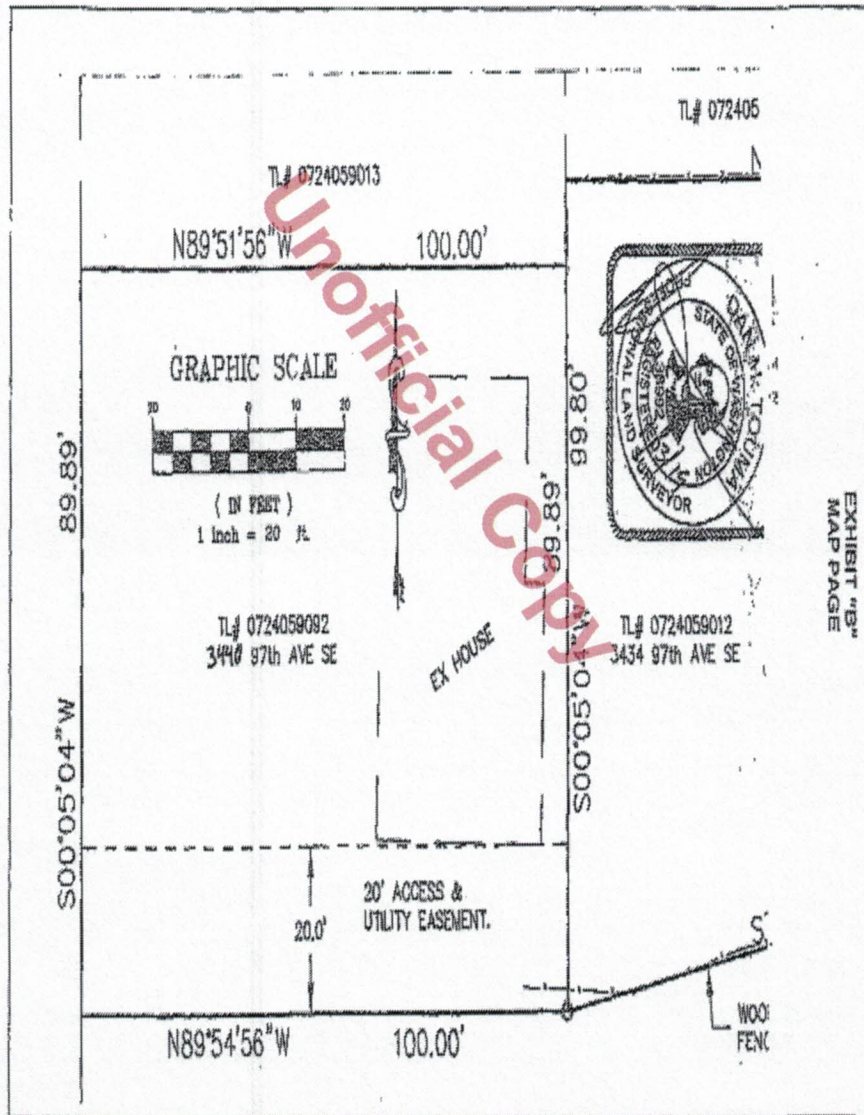 TL# 072405
TL# 0724059013
N89°51'56"W 100.00'
GRAPHIC SCALE
20 0 10 20
( IN FEET )
1 inch = 20 ft.
89.89'
99.80'
89.89'
STATE OF WASHINGTON
REGISTERED
PROFESSIONAL LAND SURVEYOR
EXHIBIT "B"
MAP PAGE
TL# 0724059092
3440 97th AVE SE
EX HOUSE
TL# 0724059012
3434 97th AVE SE
S00°05'04"W
S00°05'04"W
20' ACCESS &
UTILITY EASEMENT.
20.0'
N89°54'56"W 100.00'
Unofficial Copy